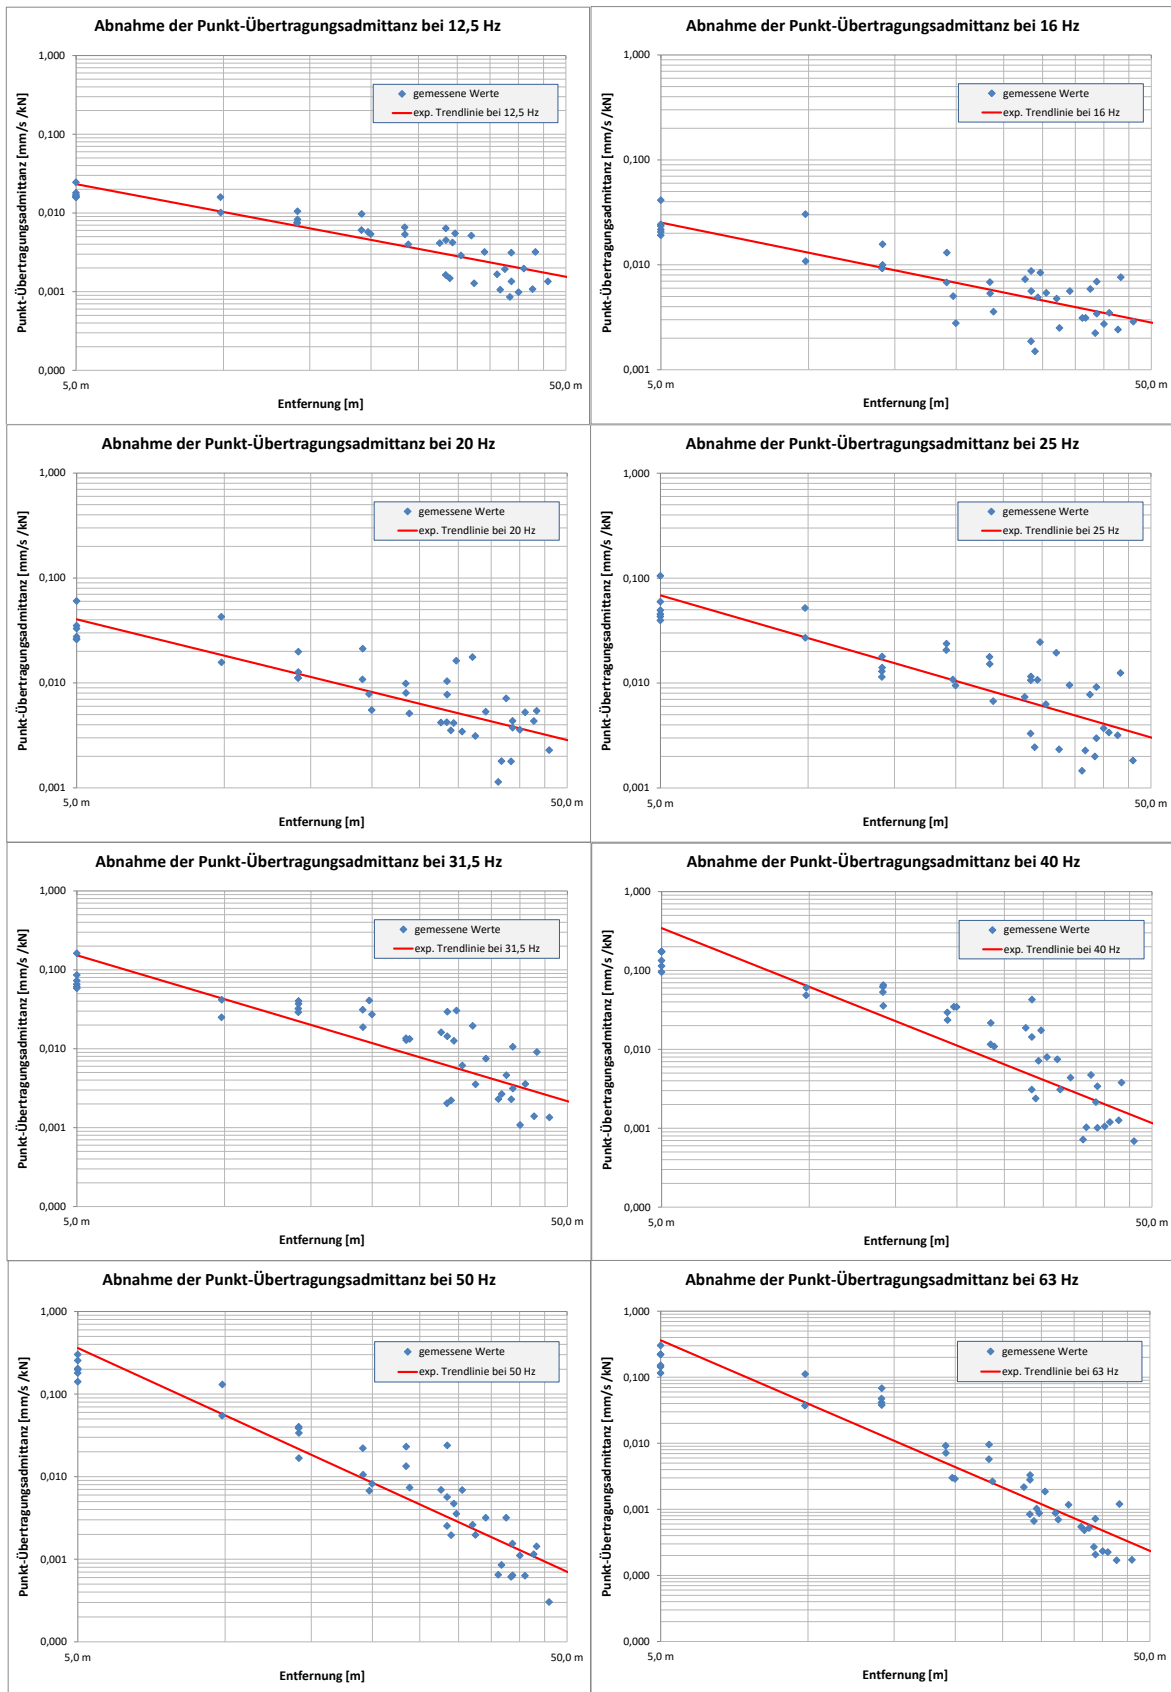 Abnahme der Punkt-Übertragungsadmittanz bei 12,5 Hz
Punkt-Übertragungsadmittanz [mm/s /kN]
1,000
0,100
0,010
0,001
0,000
gemessene Werte
exp. Trendlinie bei 12,5 Hz
5,0 m
50,0 m
Entfernung [m]
Abnahme der Punkt-Übertragungsadmittanz bei 16 Hz
Punkt-Übertragungsadmittanz [mm/s /kN]
1,000
0,100
0,010
0,001
gemessene Werte
exp. Trendlinie bei 16 Hz
5,0 m
50,0 m
Entfernung [m]
Abnahme der Punkt-Übertragungsadmittanz bei 20 Hz
Punkt-Übertragungsadmittanz [mm/s /kN]
1,000
0,100
0,010
0,001
gemessene Werte
exp. Trendlinie bei 20 Hz
5,0 m
50,0 m
Entfernung [m]
Abnahme der Punkt-Übertragungsadmittanz bei 25 Hz
Punkt-Übertragungsadmittanz [mm/s /kN]
1,000
0,100
0,010
0,001
gemessene Werte
exp. Trendlinie bei 25 Hz
5,0 m
50,0 m
Entfernung [m]
Abnahme der Punkt-Übertragungsadmittanz bei 31,5 Hz
Punkt-Übertragungsadmittanz [mm/s /kN]
1,000
0,100
0,010
0,001
0,000
gemessene Werte
exp. Trendlinie bei 31,5 Hz
5,0 m
50,0 m
Entfernung [m]
Abnahme der Punkt-Übertragungsadmittanz bei 40 Hz
Punkt-Übertragungsadmittanz [mm/s /kN]
1,000
0,100
0,010
0,001
0,000
gemessene Werte
exp. Trendlinie bei 40 Hz
5,0 m
50,0 m
Entfernung [m]
Abnahme der Punkt-Übertragungsadmittanz bei 50 Hz
Punkt-Übertragungsadmittanz [mm/s /kN]
1,000
0,100
0,010
0,001
0,000
gemessene Werte
exp. Trendlinie bei 50 Hz
5,0 m
50,0 m
Entfernung [m]
Abnahme der Punkt-Übertragungsadmittanz bei 63 Hz
Punkt-Übertragungsadmittanz [mm/s /kN]
1,000
0,100
0,010
0,001
0,000
0,000
gemessene Werte
exp. Trendlinie bei 63 Hz
5,0 m
50,0 m
Entfernung [m]